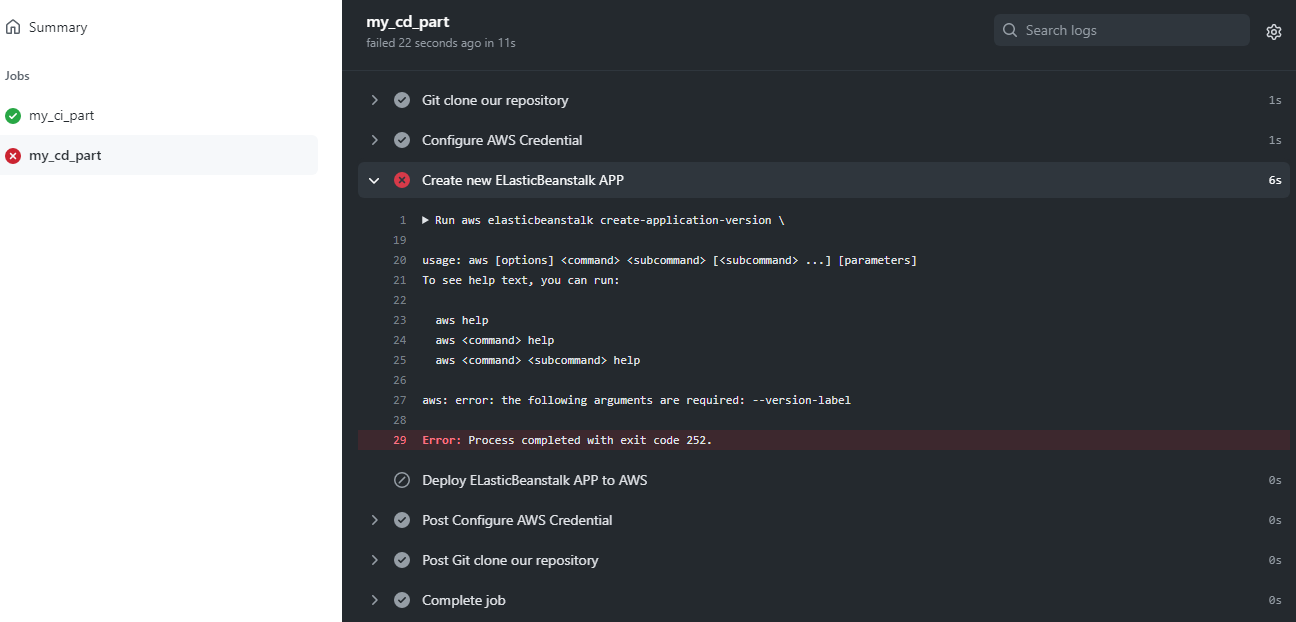 Summary
Jobs
my_ci_part
my_cd_part
my_cd_part
failed 22 seconds ago in 11s
Search logs
Git clone our repository 1s
Configure AWS Credential 1s
Create new ELasticBeanstalk APP 6s
1 ▶ Run aws elasticbeanstalk create-application-version \
19
20 usage: aws [options] <command> <subcommand> [<subcommand> ...] [parameters]
21 To see help text, you can run:
22
23 aws help
24 aws <command> help
25 aws <command> <subcommand> help
26
27 aws: error: the following arguments are required: --version-label
28
29 Error: Process completed with exit code 252.
Deploy ELasticBeanstalk APP to AWS 0s
Post Configure AWS Credential 0s
Post Git clone our repository 0s
Complete job 0s